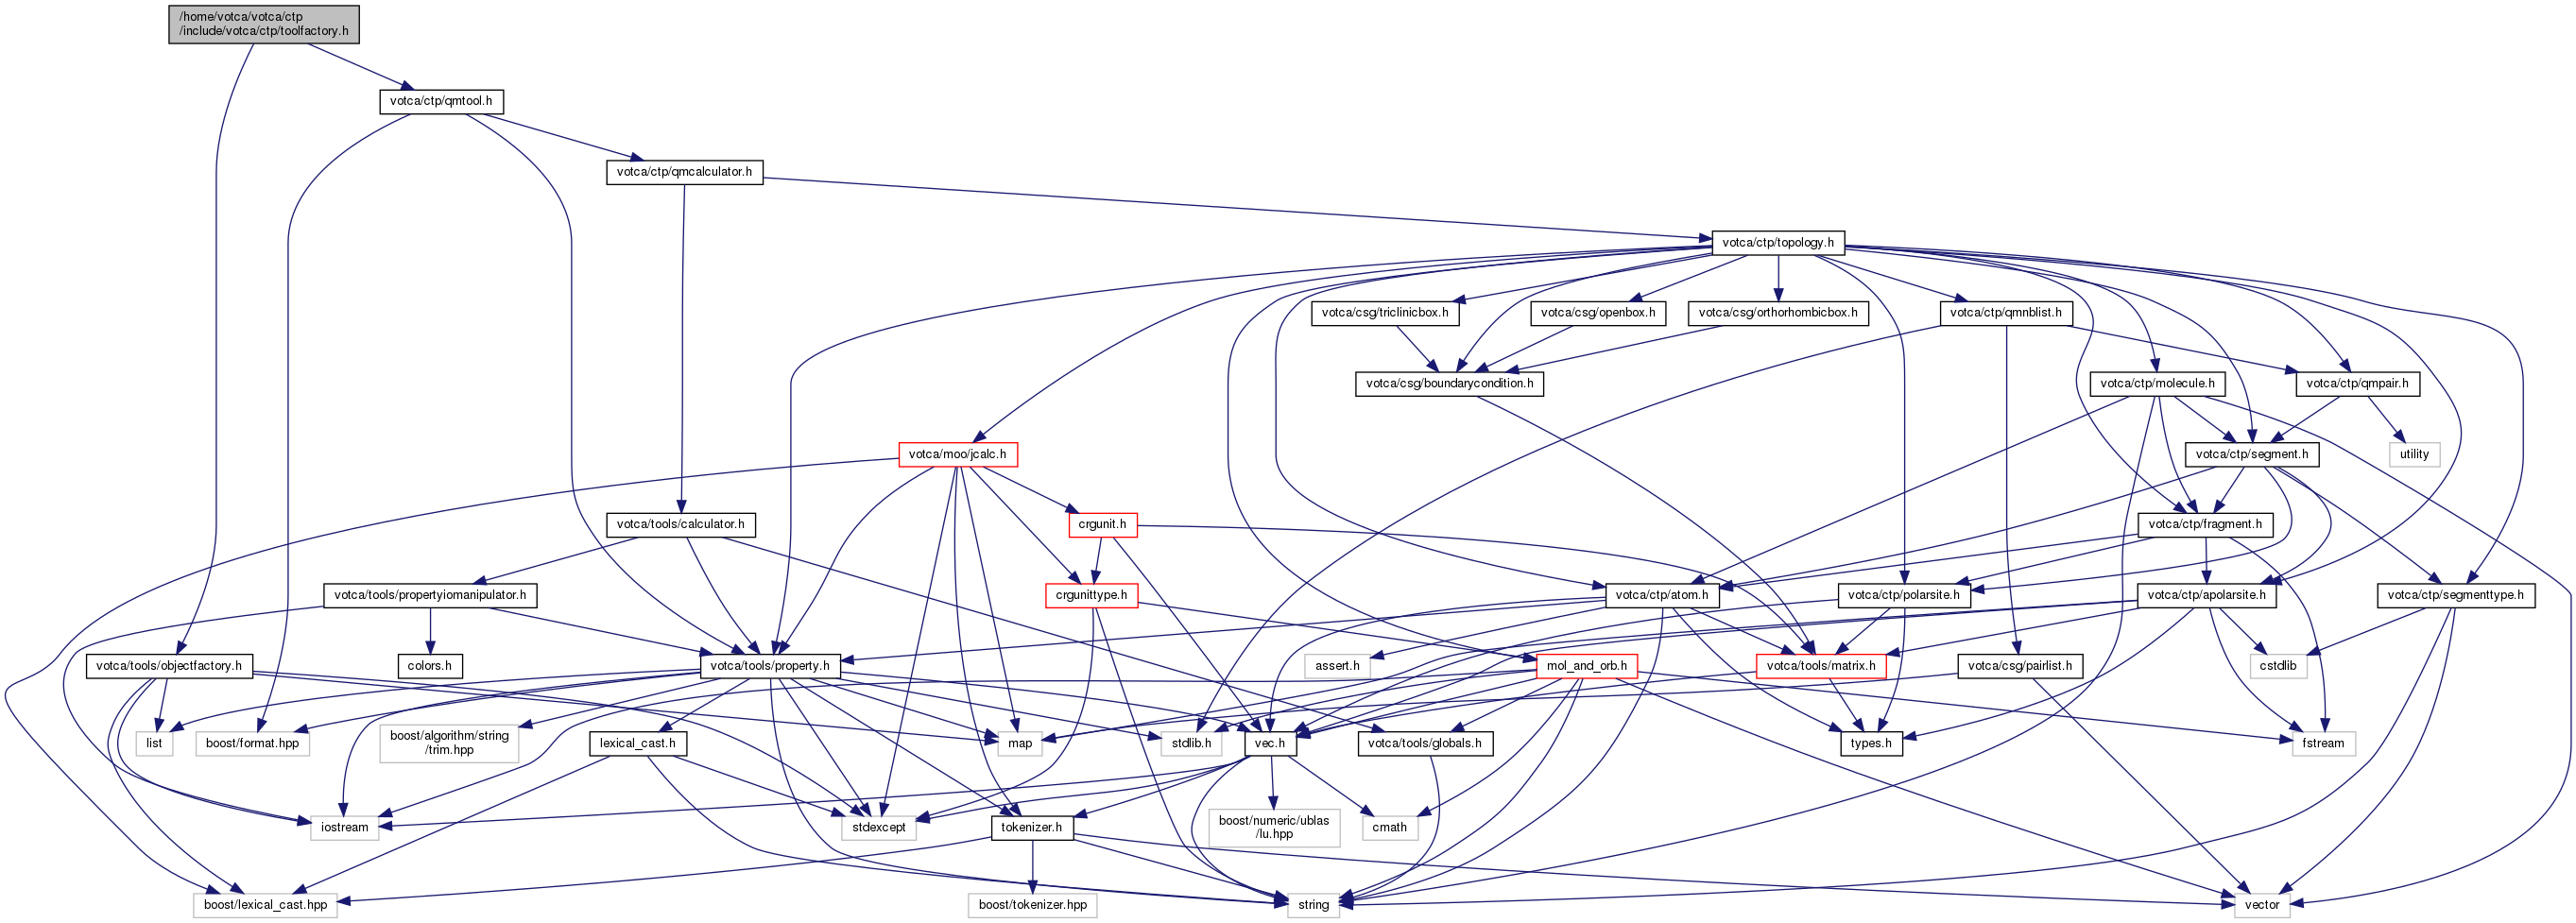 /home/votca/votca/ctp
/include/votca/ctp/toolfactory.h
votca/ctp/qmtool.h
votca/ctp/qmcalculator.h
votca/ctp/topology.h
votca/csg/triclinicbox.h
votca/csg/openbox.h
votca/csg/orthorhombicbox.h
votca/ctp/qmnblist.h
votca/csg/boundarycondition.h
votca/ctp/molecule.h
votca/ctp/qmpair.h
votca/moo/jcalc.h
votca/ctp/segment.h
utility
votca/tools/calculator.h
crgunit.h
votca/ctp/fragment.h
votca/tools/propertyiomanipulator.h
crgunittype.h
votca/ctp/atom.h
votca/ctp/polarsite.h
votca/ctp/apolarsite.h
votca/ctp/segmenttype.h
votca/tools/objectfactory.h
colors.h
votca/tools/property.h
assert.h
mol_and_orb.h
votca/tools/matrix.h
votca/csg/pairlist.h
cstdlib
list
boost/format.hpp
boost/algorithm/string
/trim.hpp
lexical_cast.h
map
stdlib.h
vec.h
votca/tools/globals.h
types.h
fstream
iostream
stdexcept
tokenizer.h
boost/numeric/ublas
/lu.hpp
cmath
boost/lexical_cast.hpp
boost/tokenizer.hpp
string
vector